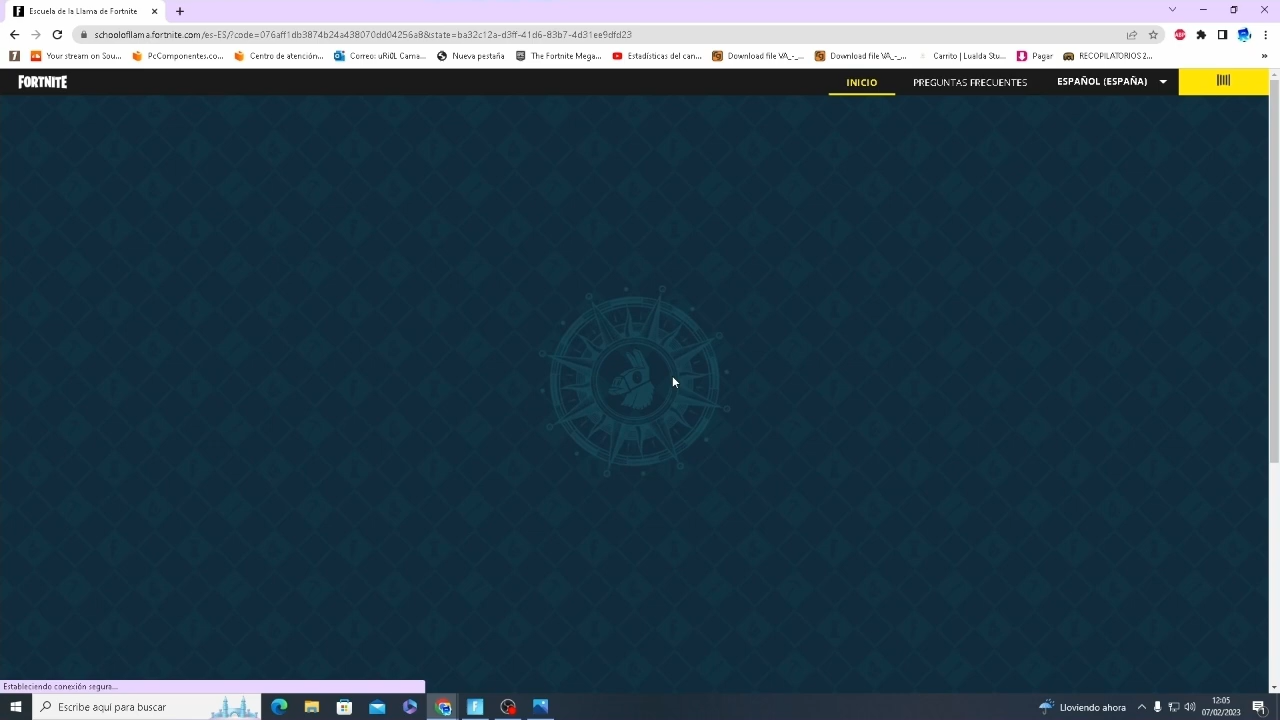 Escuela de la Llama de Fortnite
schoolofllama.fortnite.com/es-ES/?code=076aff1db3874b24a438070dd04256a8&state=ba32c12a-d3ff-41d6-83b7-4d31ee9dfd23
Your stream on Sou...
PcComponentes.co...
Centro de atención...
Correo: uRi0L Cama...
Nueva pestaña
The Fortnite Mega...
Estadísticas del can...
Download file VA_-_...
Download file VA_-_...
Carrito | Lualda Stu...
Pagar
RECOPILATORIOS 2...
»
FORTNITE
INICIO
PREGUNTAS FRECUENTES
ESPAÑOL (ESPAÑA)
Estableciendo conexión segura...
Escribe aquí para buscar
Lloviendo ahora
12:05
07/02/2023